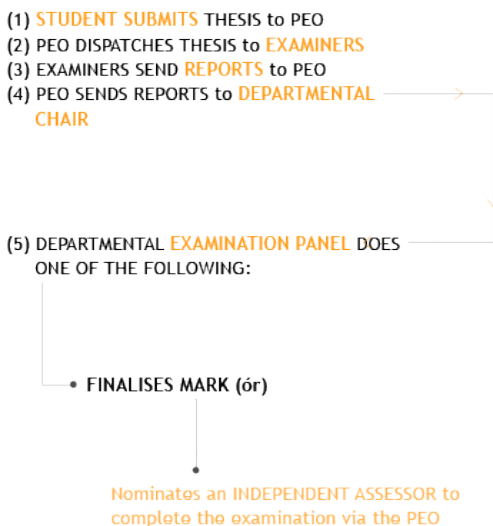 (1) STUDENT SUBMITS THESIS to PEO
(2) PEO DISPATCHES THESIS to EXAMINERS
(3) EXAMINERS SEND REPORTS to PEO
(4) PEO SENDS REPORTS to DEPARTMENTAL
CHAIR
(5) DEPARTMENTAL EXAMINATION PANEL DOES
ONE OF THE FOLLOWING:
FINALISES MARK (ór)
Nominates an INDEPENDENT ASSESSOR to
complete the examination via the PEO